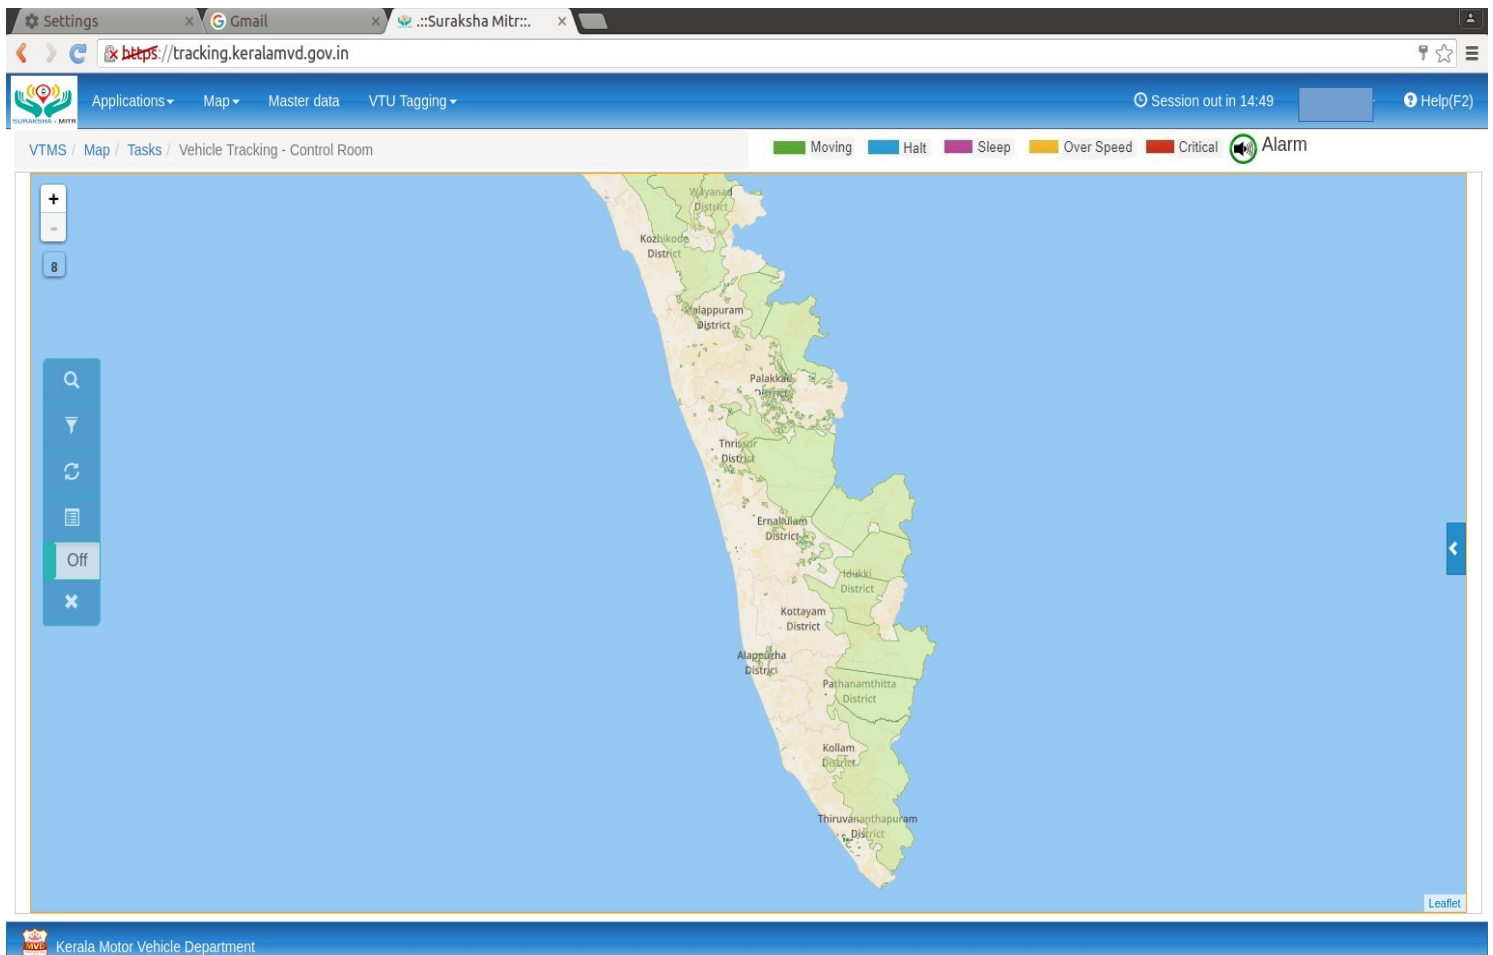 Settings Gmail .::Suraksha Mitr::.
https://tracking.keralamvd.gov.in
SURAKSHA - MITR Applications Map Master data VTU Tagging Session out in 14:49 Help(F2)
VTMS / Map / Tasks / Vehicle Tracking - Control Room Moving Halt Sleep Over Speed Critical Alarm
+
-
8
Wayanad
District
Kozhikode
District
Malappuram
District
Palakkad
District
Thrissur
District
Ernakulam
District
Off
Idukki
District
Kottayam
District
Alappuzha
District
Pathanamthitta
District
Kollam
District
Thiruvananthapuram
District
Leaflet
MVD Kerala Motor Vehicle Department